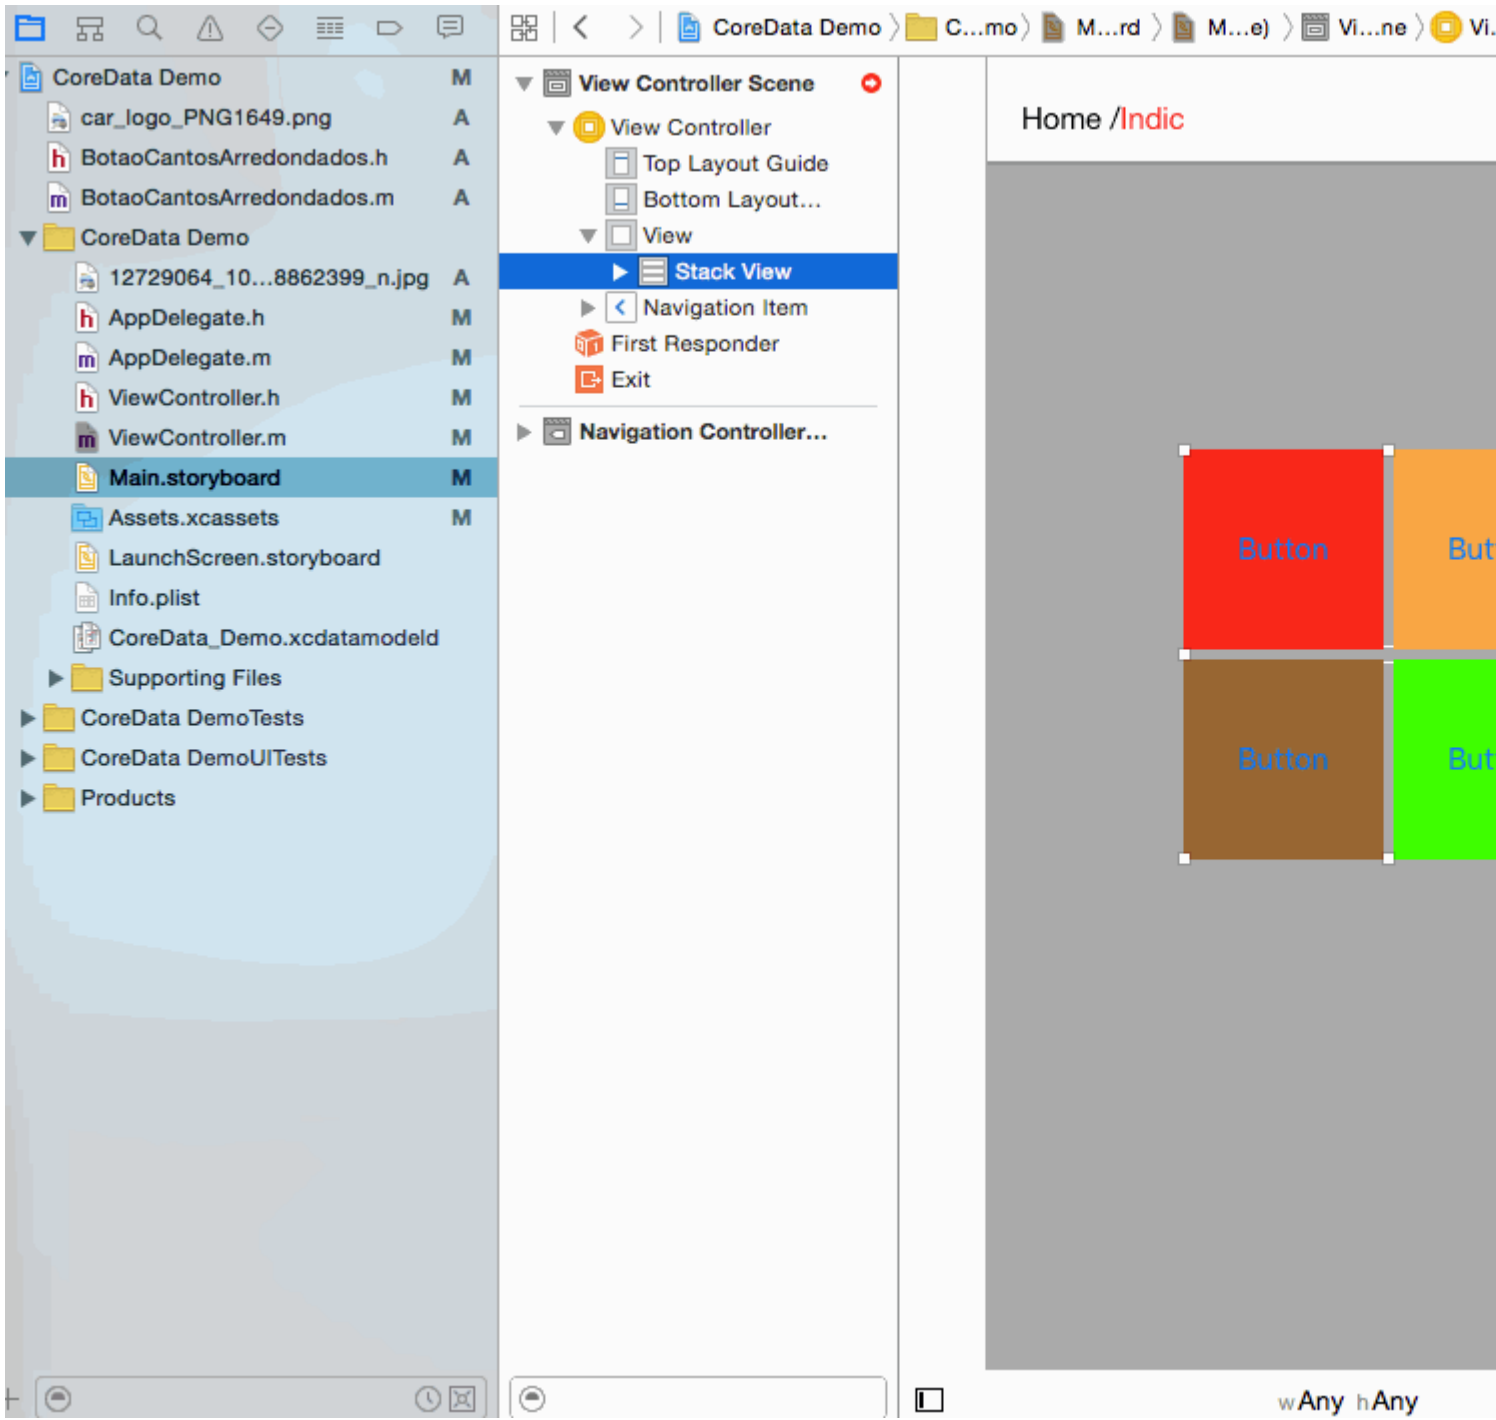 CoreData Demo M
car_logo_PNG1649.png A
BotaoCantosArredondados.h A
BotaoCantosArredondados.m A
CoreData Demo
12729064_10...8862399_n.jpg A
AppDelegate.h M
AppDelegate.m M
ViewController.h M
ViewController.m M
Main.storyboard M
Assets.xcassets M
LaunchScreen.storyboard
Info.plist
CoreData_Demo.xcdatamodeld
Supporting Files
CoreData DemoTests
CoreData DemoUITests
Products
CoreData Demo C...mo M...rd M...e) Vi...ne Vi..
View Controller Scene
View Controller
Top Layout Guide
Bottom Layout...
View
Stack View
Navigation Item
First Responder
Exit
Navigation Controller...
Home /Indic
Button But
Button But
wAny hAny